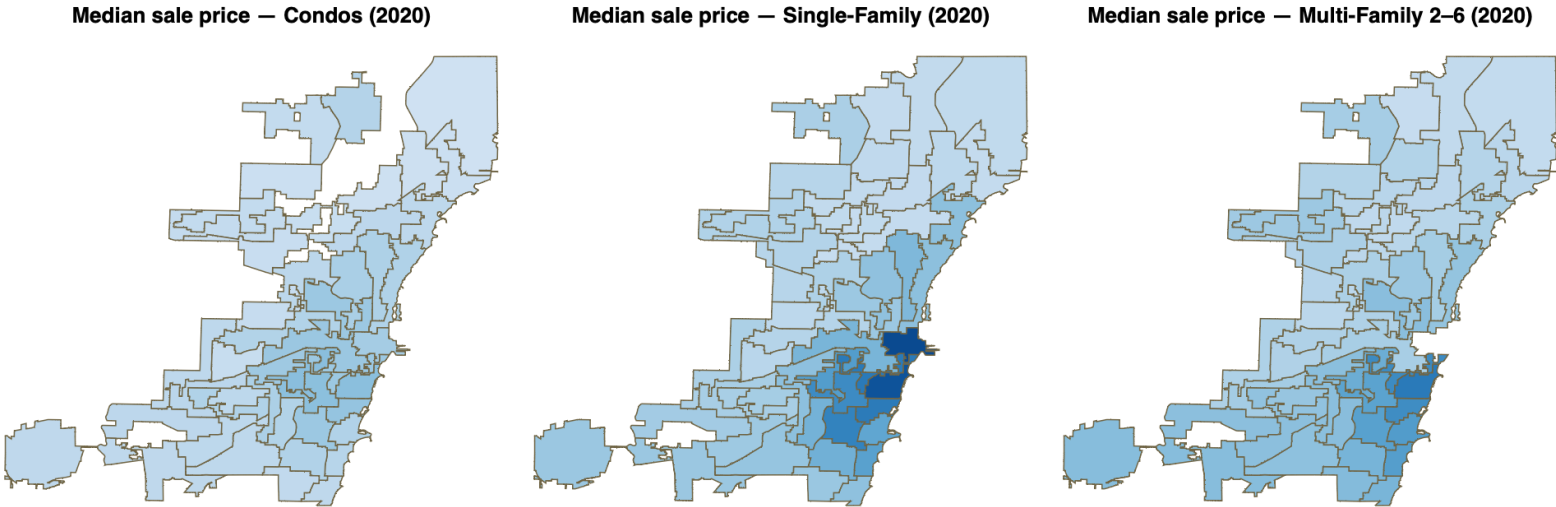 Median sale price — Condos (2020)
Median sale price — Single-Family (2020)
Median sale price — Multi-Family 2–6 (2020)